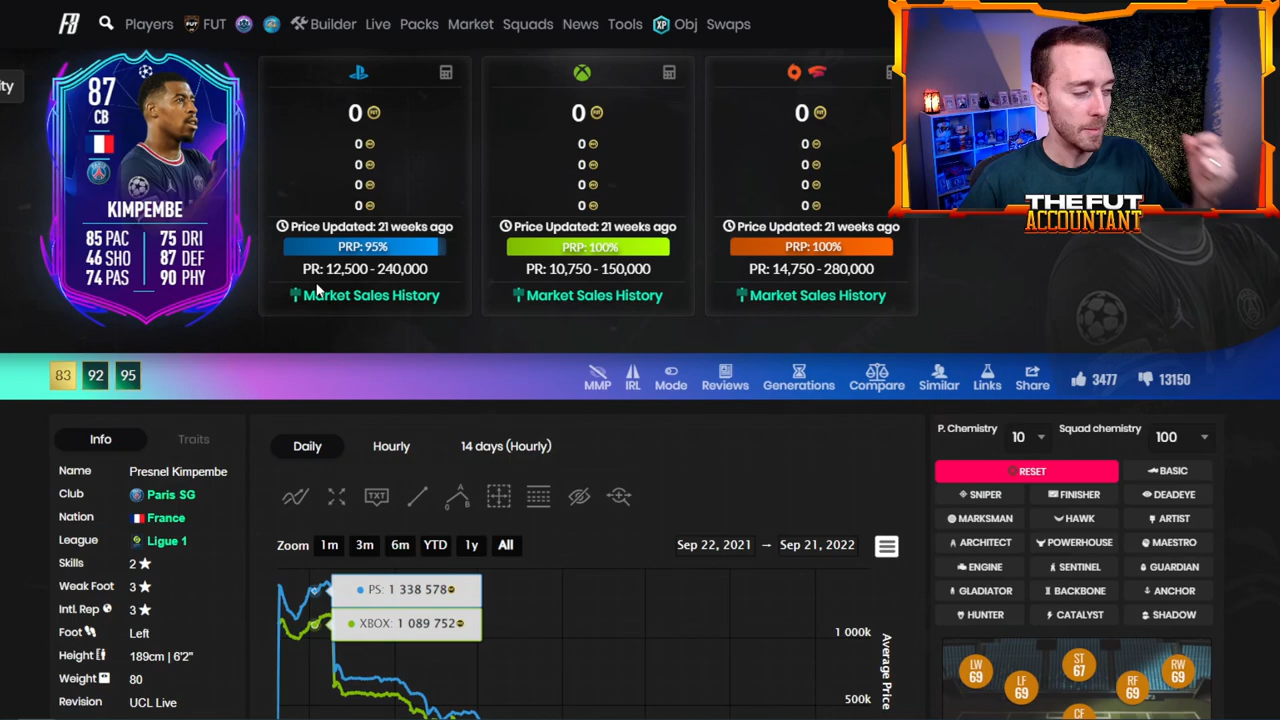 F8 Players FUT Builder Live Packs Market Squads News Tools XP Obj Swaps
ty
87
CB
KIMPEMBE
85 PAC 75 DRI
46 SHO 87 DEF
74 PAS 90 PHY
0
0
0
0
0
Price Updated: 21 weeks ago
PRP: 95%
PR: 12,500 - 240,000
Market Sales History
0
0
0
0
0
Price Updated: 21 weeks ago
PRP: 100%
PR: 10,750 - 150,000
Market Sales History
0
0
0
0
0
Price Updated: 21 weeks ago
PRP: 100%
PR: 14,750 - 280,000
Market Sales History
THE FUT
ACCOUNTANT
83 92 95
MMP IRL Mode Reviews Generations Compare Similar Links Share 3477 13150
Info Traits
Name Presnel Kimpembe
Club Paris SG
Nation France
League Ligue 1
Skills 2
Weak Foot 3
Intl Rep 3
Foot Left
Height 189cm | 6'2"
Weight 80
Revision UCL Live
Daily Hourly 14 days (Hourly)
TXT
Zoom 1m 3m 6m YTD 1y All Sep 22, 2021 → Sep 21, 2022
PS: 1 338 578
XBOX: 1 089 752
1 000k
500k
Average Price
P. Chemistry 10 Squad chemistry 100
RESET BASIC
SNIPER FINISHER DEADEYE
MARKSMAN HAWK ARTIST
ARCHITECT POWERHOUSE MAESTRO
ENGINE SENTINEL GUARDIAN
GLADIATOR BACKBONE ANCHOR
HUNTER CATALYST SHADOW
LW
69
LF
69
ST
67
RF
69
RW
69
CF